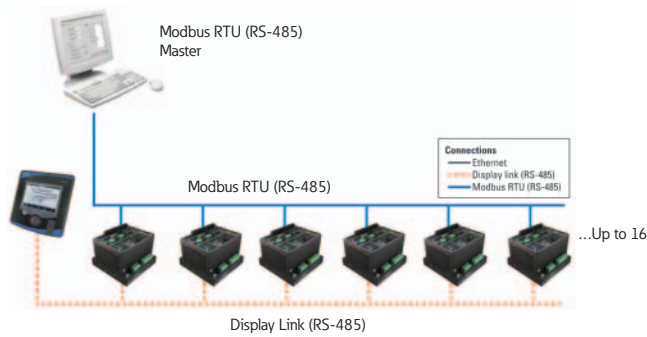 Modbus RTU (RS-485)
Master
Connections
Ethernet
Display link (RS-485)
Modbus RTU (RS-485)
Modbus RTU (RS-485)
...Up to 16
Display Link (RS-485)